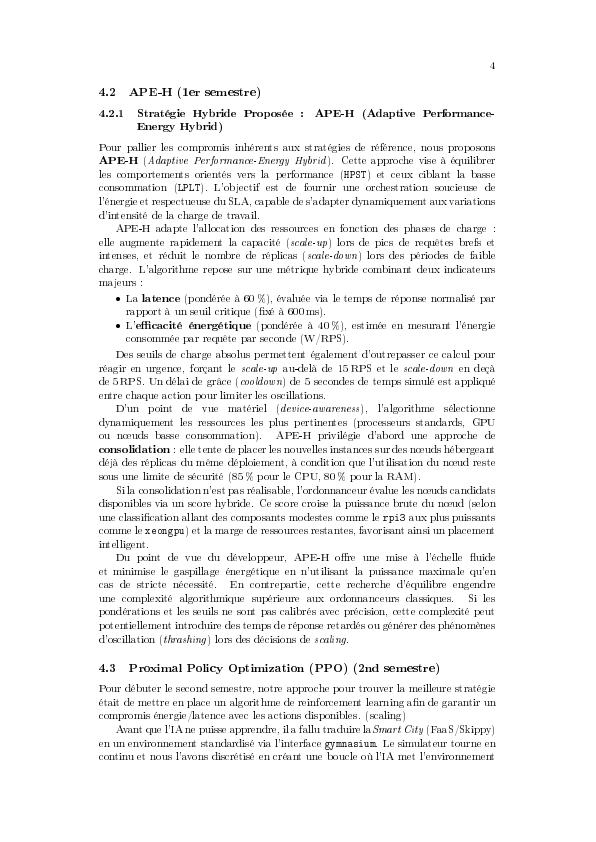 4
4.2 APE-H (1er semestre)
4.2.1 Stratégie Hybride Proposée : APE-H (Adaptive Performance-
Energy Hybrid)
Pour pallier les compromis inhérents aux stratégies de référence, nous proposons
APE-H (Adaptive Performance-Energy Hybrid). Cette approche vise à équilibrer
les comportements orientés vers la performance (HPST) et ceux ciblant la basse
consommation (LPLT). L'objectif est de fournir une orchestration soucieuse de
l'énergie et respectueuse du SLA, capable de s'adapter dynamiquement aux variations
d'intensité de la charge de travail.
APE-H adapte l'allocation des ressources en fonction des phases de charge :
elle augmente rapidement la capacité (scale-up) lors de pics de requêtes brefs et
intenses, et réduit le nombre de réplicas (scale-down) lors des périodes de faible
charge. L'algorithme repose sur une métrique hybride combinant deux indicateurs
majeurs :
• La latence (pondérée à 60 %), évaluée via le temps de réponse normalisé par
rapport à un seuil critique (fixé à 600 ms).
• L'efficacité énergétique (pondérée à 40 %), estimée en mesurant l'énergie
consommée par requête par seconde (W/RPS).
Des seuils de charge absolus permettent également d'outrepasser ce calcul pour
réagir en urgence, forçant le scale-up au-delà de 15 RPS et le scale-down en deçà
de 5 RPS. Un délai de grâce (cooldown) de 5 secondes de temps simulé est appliqué
entre chaque action pour limiter les oscillations.
D'un point de vue matériel (device-awareness), l'algorithme sélectionne
dynamiquement les ressources les plus pertinentes (processeurs standards, GPU
ou nœuds basse consommation). APE-H privilégie d'abord une approche de
consolidation : elle tente de placer les nouvelles instances sur des nœuds hébergeant
déjà des réplicas du même déploiement, à condition que l'utilisation du nœud reste
sous une limite de sécurité (85 % pour le CPU, 80 % pour la RAM).
Si la consolidation n'est pas réalisable, l'ordonnanceur évalue les nœuds candidats
disponibles via un score hybride. Ce score croise la puissance brute du nœud (selon
une classification allant des composants modestes comme le rpi3 aux plus puissants
comme le xeongpu) et la marge de ressources restantes, favorisant ainsi un placement
intelligent.
Du point de vue du développeur, APE-H offre une mise à l'échelle fluide
et minimise le gaspillage énergétique en n'utilisant la puissance maximale qu'en
cas de stricte nécessité. En contrepartie, cette recherche d'équilibre engendre
une complexité algorithmique supérieure aux ordonnanceurs classiques. Si les
pondérations et les seuils ne sont pas calibrés avec précision, cette complexité peut
potentiellement introduire des temps de réponse retardés ou générer des phénomènes
d'oscillation (thrashing) lors des décisions de scaling.
4.3 Proximal Policy Optimization (PPO) (2nd semestre)
Pour débuter le second semestre, notre approche pour trouver la meilleure stratégie
était de mettre en place un algorithme de reinforcement learning afin de garantir un
compromis énergie/latence avec les actions disponibles. (scaling)
Avant que l'IA ne puisse apprendre, il a fallu traduire la Smart City (FaaS/Skippy)
en un environnement standardisé via l'interface gymnasium. Le simulateur tourne en
continu et nous l'avons discrétisé en créant une boucle où l'IA met l'environnement